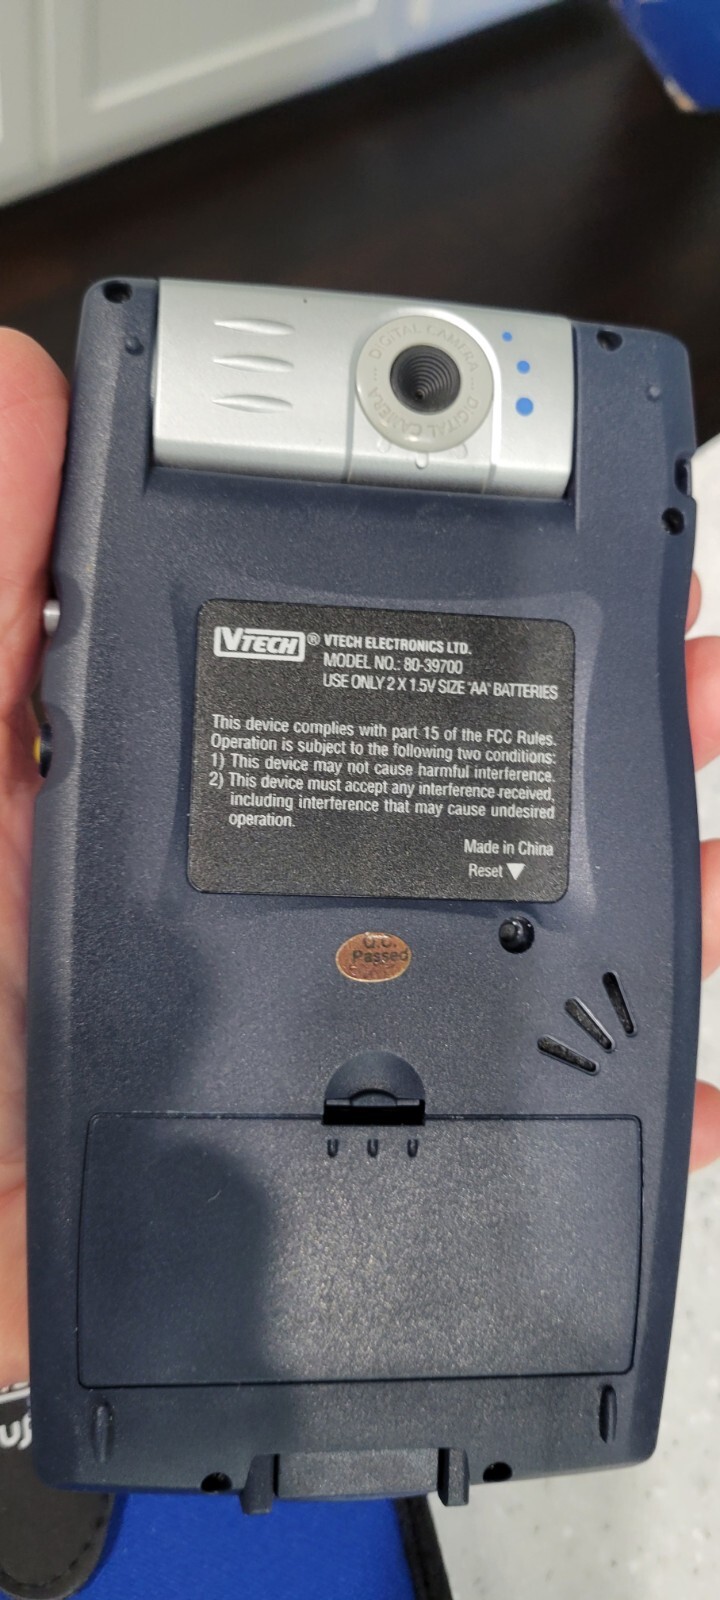 DIGITAL CAMERA ... DIGITAL CAMERA ...
VTECH® VTECH ELECTRONICS LTD.
MODEL NO.: 80-39700
USE ONLY 2 X 1.5V SIZE "AA" BATTERIES
This device complies with part 15 of the FCC Rules.
Operation is subject to the following two conditions:
1) This device may not cause harmful interference.
2) This device must accept any interference received,
including interference that may cause undesired
operation.
Made in China
Reset ▼
Q.C.
Passed